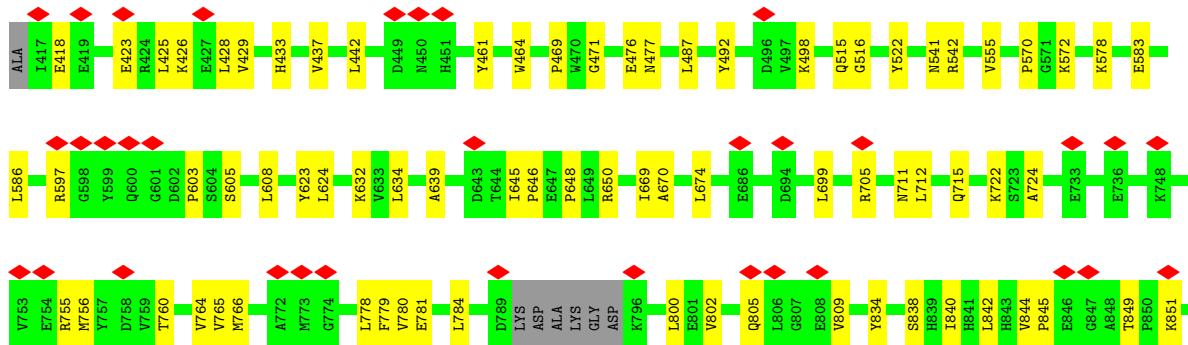 ALA I417 E418 E419 E423 R424 L425 K426 E427 L428 V429 H433 V437 L442 D449 N450 H451 Y461 W464 P469 W470 G471 E476 N477 L487 Y492 D496 V497 K498 Q515 G516 Y522 N541 R542 V555 P570 G571 K572 K578 E583
L586 R597 G598 Y599 Q600 G601 D602 P603 S604 S605 L608 Y623 L624 K632 V633 L634 A639 D643 T644 I645 P646 E647 P648 L649 R650 I669 A670 L674 E686 D694 L699 R705 N711 L712 Q715 K722 S723 A724 E733 E736 K748
V753 E754 R755 M756 Y757 D758 V759 T760 V764 V765 M766 A772 M773 G774 L778 F779 V780 E781 L784 D789 LYS ASP ALA LYS GLY ASP K796 L800 E801 V802 Q805 L806 G807 E808 V809 Y834 S838 H839 I840 H841 L842 H843 V844 P845 E846 G847 A848 T849 P850 K851